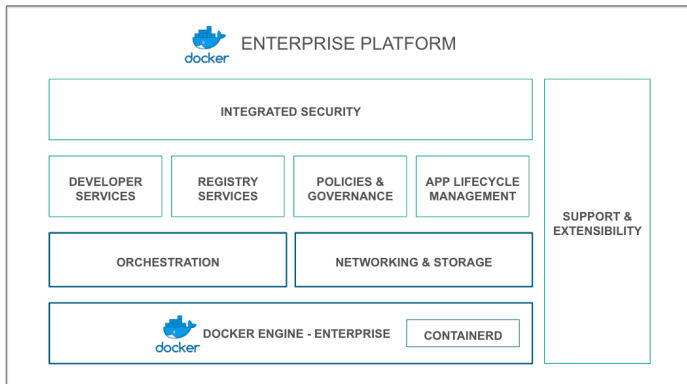 docker
ENTERPRISE PLATFORM
INTEGRATED SECURITY
DEVELOPER
SERVICES
REGISTRY
SERVICES
POLICIES &
GOVERNANCE
APP LIFECYCLE
MANAGEMENT
SUPPORT &
EXTENSIBILITY
ORCHESTRATION
NETWORKING & STORAGE
docker
DOCKER ENGINE - ENTERPRISE
CONTAINERD